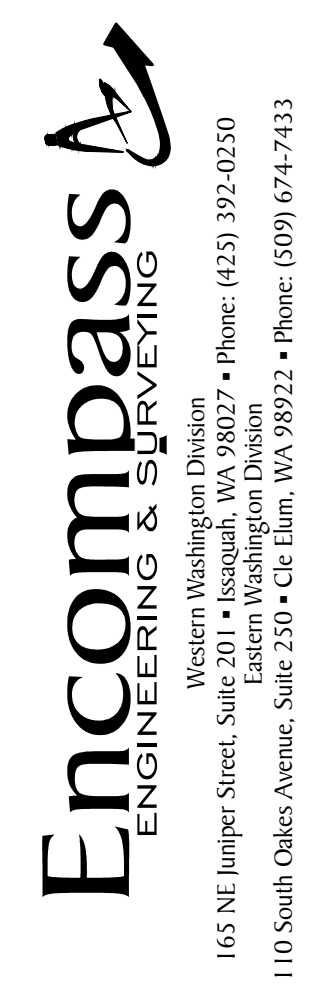 Encompass
ENGINEERING & SURVEYING
Western Washington Division
165 NE Juniper Street, Suite 201 ▪ Issaquah, WA 98027 ▪ Phone: (425) 392-0250
Eastern Washington Division
110 South Oakes Avenue, Suite 250 ▪ Cle Elum, WA 98922 ▪ Phone: (509) 674-7433